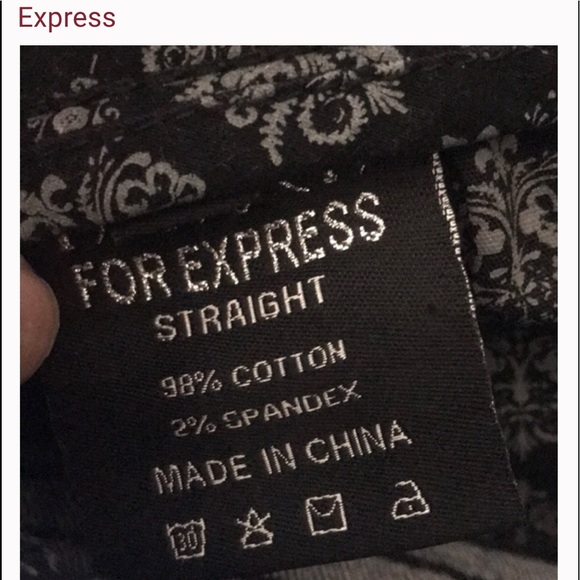 Express
FOR EXPRESS
STRAIGHT
98% COTTON
2% SPANDEX
MADE IN CHINA
30